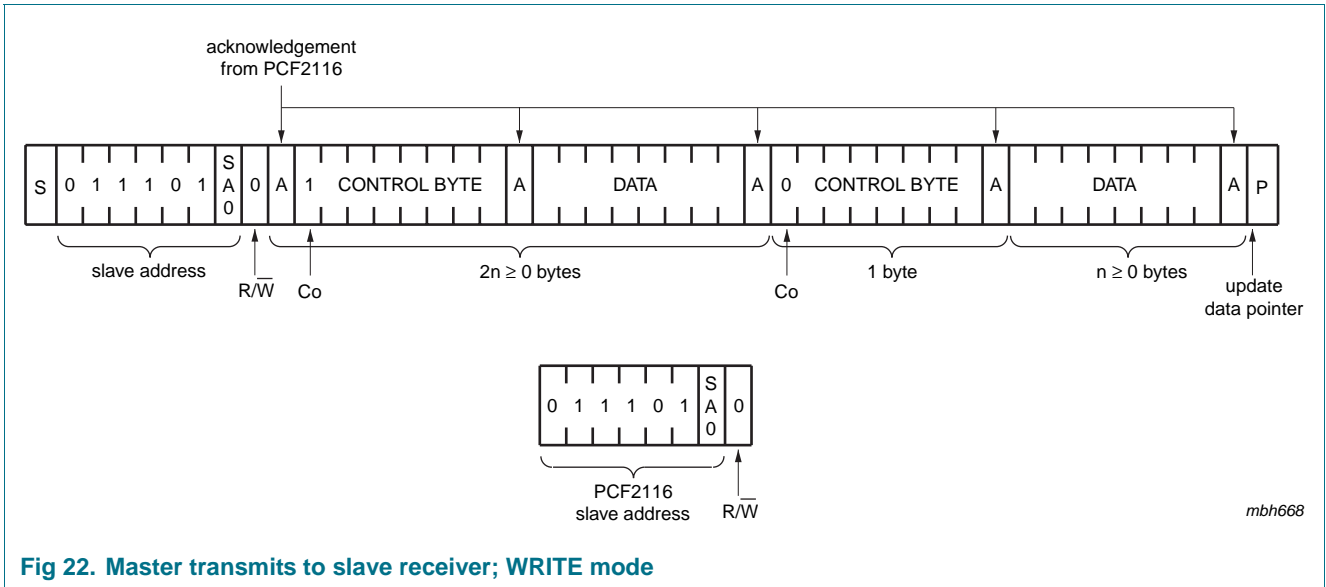 acknowledgement
from PCF2116
S 0 1 1 1 0 1 SA0 0 A 1 CONTROL BYTE A DATA A 0 CONTROL BYTE A DATA A P
slave address
R/W̅
Co
2n ≥ 0 bytes
Co
1 byte
n ≥ 0 bytes
update
data pointer
0 1 1 1 0 1 SA0 0
PCF2116
slave address
R/W̅
mbh668
Fig 22. Master transmits to slave receiver; WRITE mode